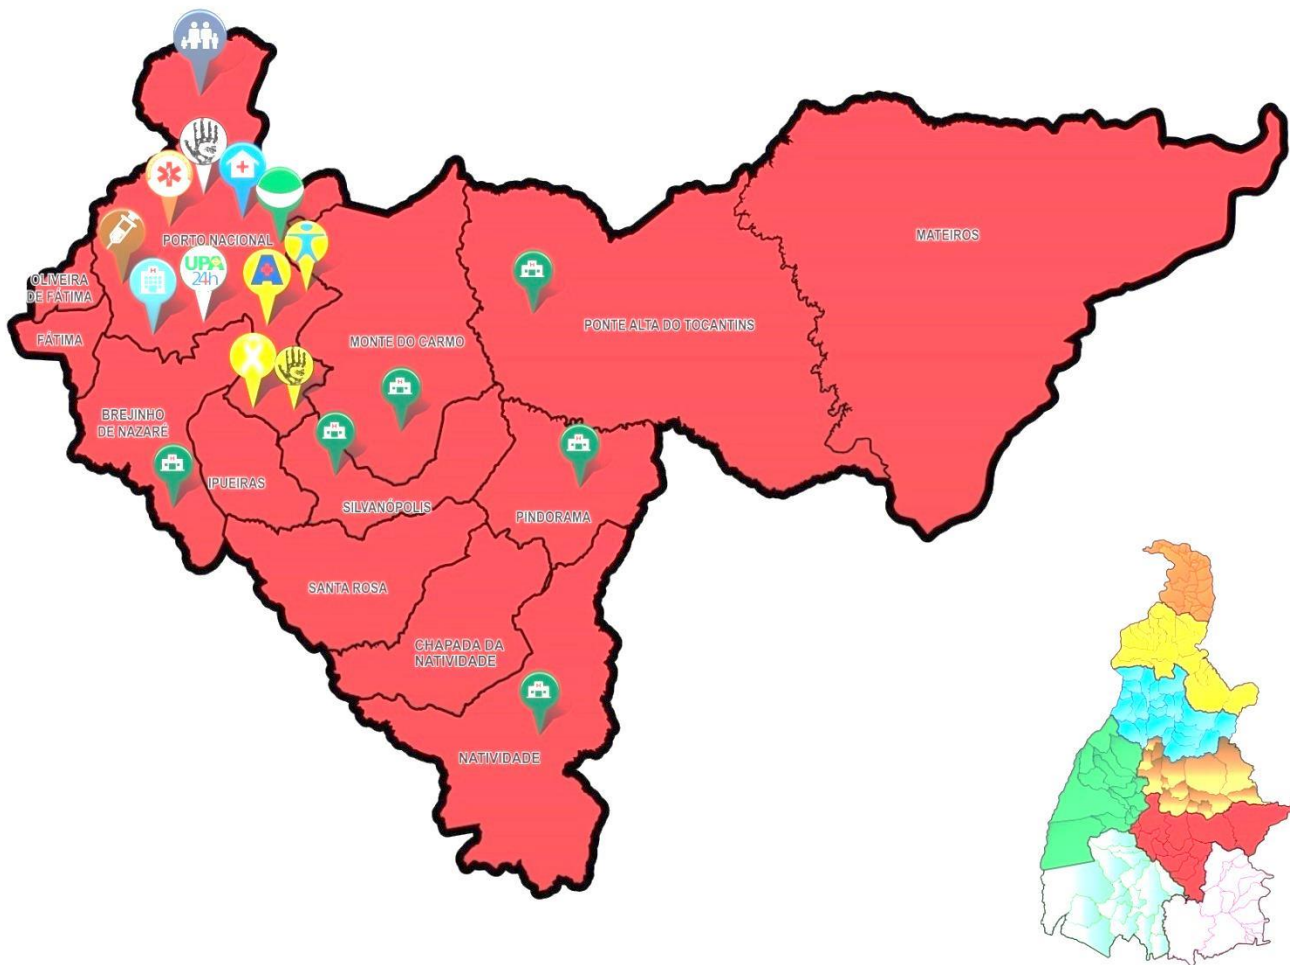 PORTO NACIONAL
MATEIROS
OLIVEIRA
DE FÁTIMA
UPA
24h
A
FÁTIMA
PONTE ALTA DO TOCANTINS
MONTE DO CARMO
H
H
H
H
H
H
H
BREJINHO
DE NAZARÉ
IPUEIRAS
SILVANÓPOLIS
PINDORAMA
SANTA ROSA
CHAPADA DA
NATIVIDADE
NATIVIDADE